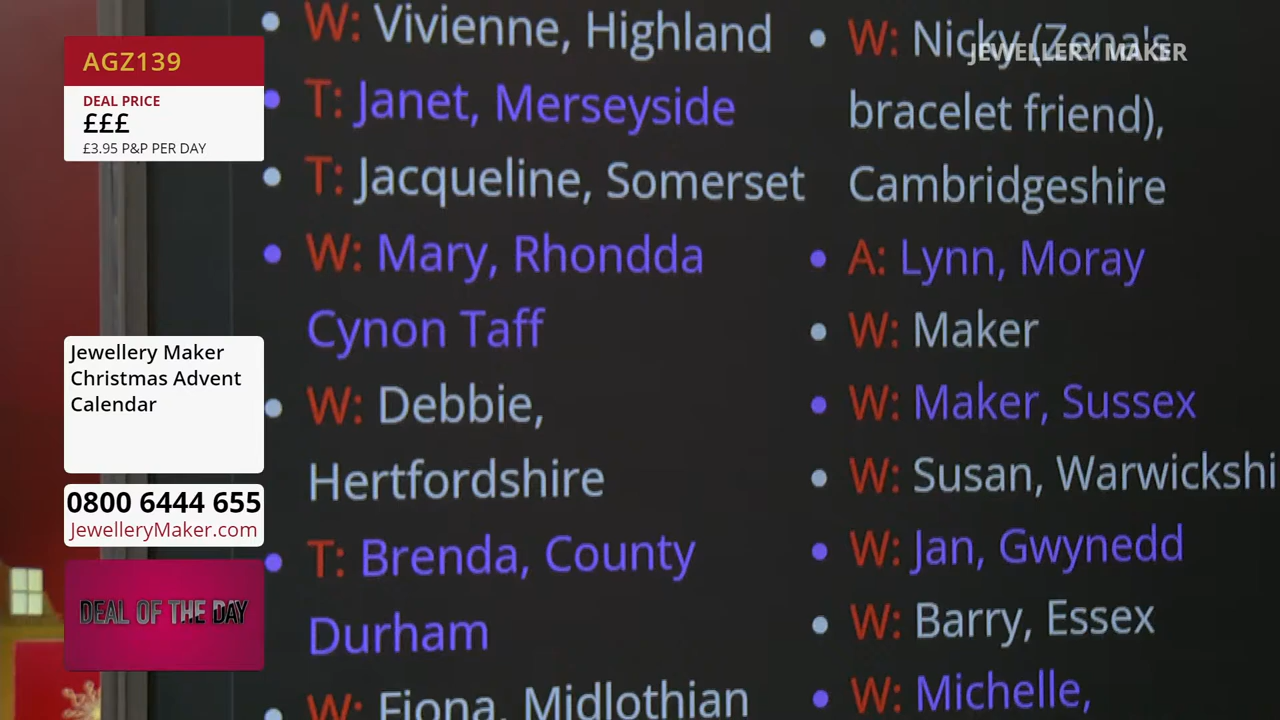 AGZ139
DEAL PRICE
£££
£3.95 P&P PER DAY
Jewellery Maker
Christmas Advent
Calendar
0800 6444 655
JewelleryMaker.com
DEAL OF THE DAY
W: Vivienne, Highland
T: Janet, Merseyside
T: Jacqueline, Somerset
W: Mary, Rhondda
Cynon Taff
W: Debbie,
Hertfordshire
T: Brenda, County
Durham
W: Fiona, Midlothian
JEWELLERY MAKER
W: Nicky (Zena's
bracelet friend),
Cambridgeshire
A: Lynn, Moray
W: Maker
W: Maker, Sussex
W: Susan, Warwickshi
W: Jan, Gwynedd
W: Barry, Essex
W: Michelle,